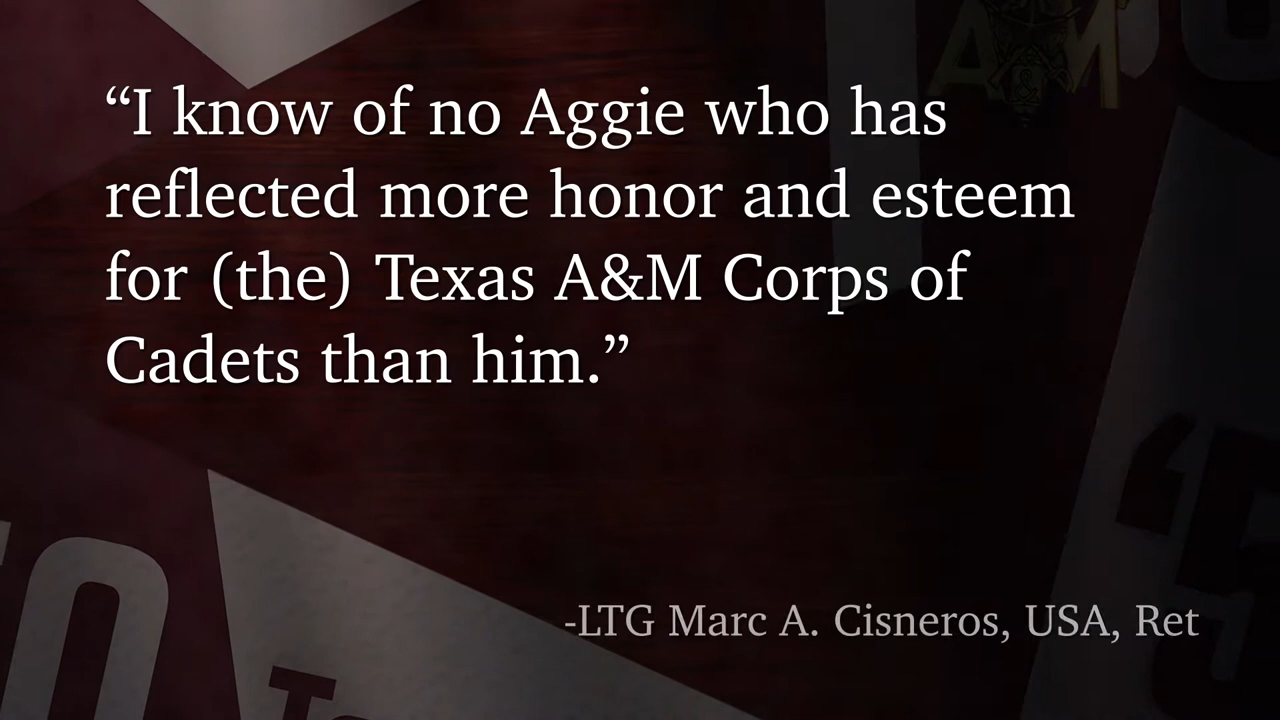 “I know of no Aggie who has
reflected more honor and esteem
for (the) Texas A&M Corps of
Cadets than him.”
-LTG Marc A. Cisneros, USA, Ret